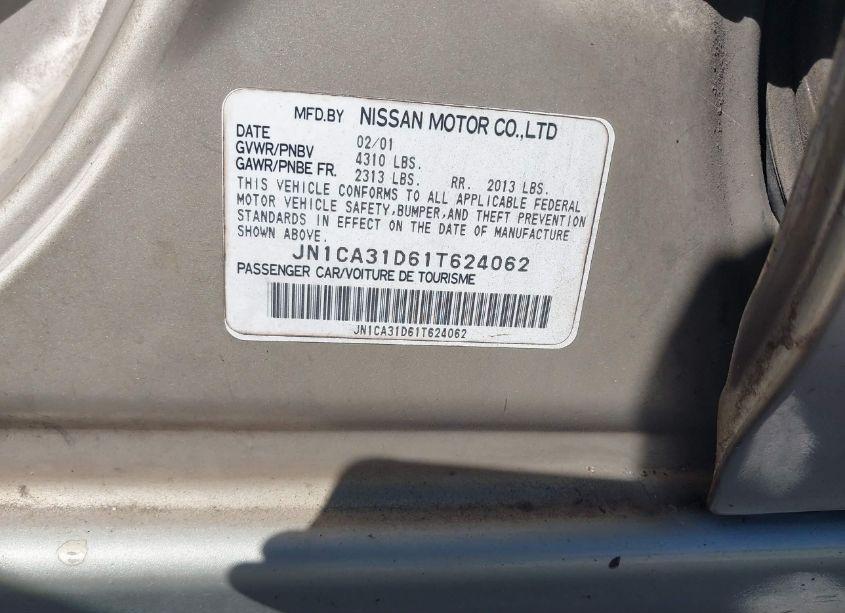 MFD.BY NISSAN MOTOR CO.,LTD
DATE 02/01
GVWR/PNBV 4310 LBS.
GAWR/PNBE FR. 2313 LBS. RR. 2013 LBS.
THIS VEHICLE CONFORMS TO ALL APPLICABLE FEDERAL
MOTOR VEHICLE SAFETY,BUMPER,AND THEFT PREVENTION
STANDARDS IN EFFECT ON THE DATE OF MANUFACTURE
SHOWN ABOVE.
JN1CA31D61T624062
PASSENGER CAR/VOITURE DE TOURISME
JN1CA31D61T624062